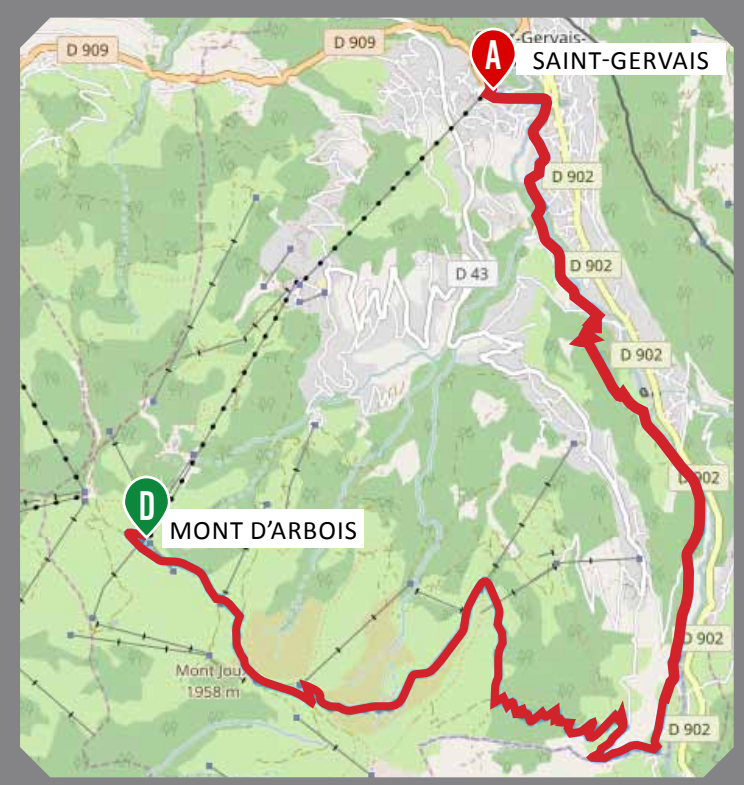 D 909
D 909
-Gervais-
A
SAINT-GERVAIS
D 902
D 902
D 43
D 902
D 902
D
MONT D'ARBOIS
D 902
Mont Joux
1958 m
D 902